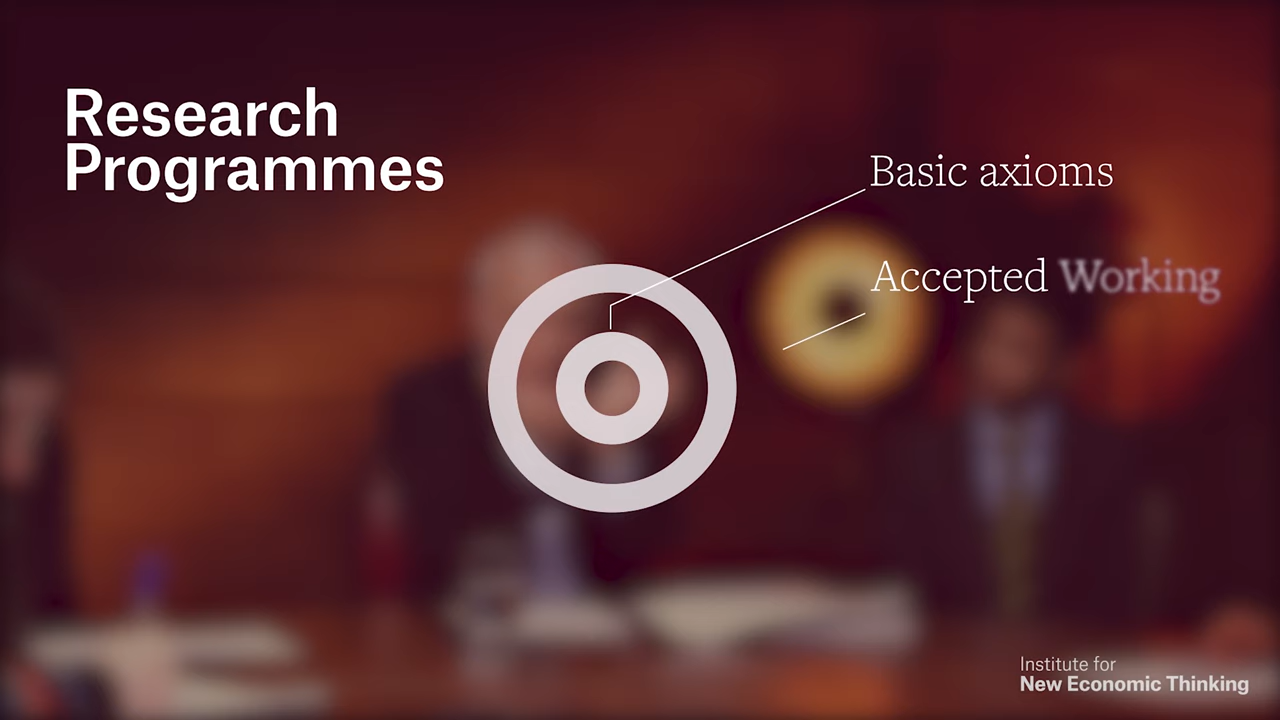 Research
Programmes
Basic axioms
Accepted Working
Institute for
New Economic Thinking